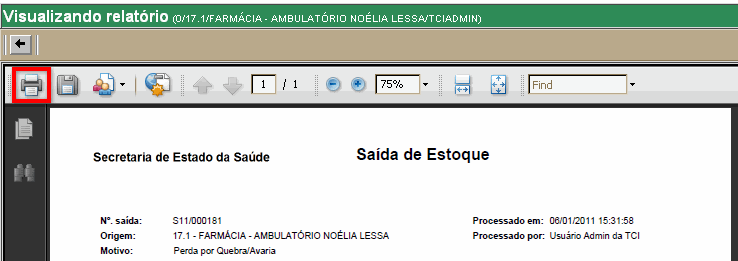 Visualizando relatório (0/17.1/FARMÁCIA - AMBULATÓRIO NOÉLIA LESSA/TCIADMIN)
1 / 1 75% Find
Secretaria de Estado da Saúde Saída de Estoque
Nº. saída: S11/000181 Processado em: 06/01/2011 15:31:58
Origem: 17.1 - FARMÁCIA - AMBULATÓRIO NOÉLIA LESSA Processado por: Usuário Admin da TCI
Motivo: Perda por Quebra/Avaria